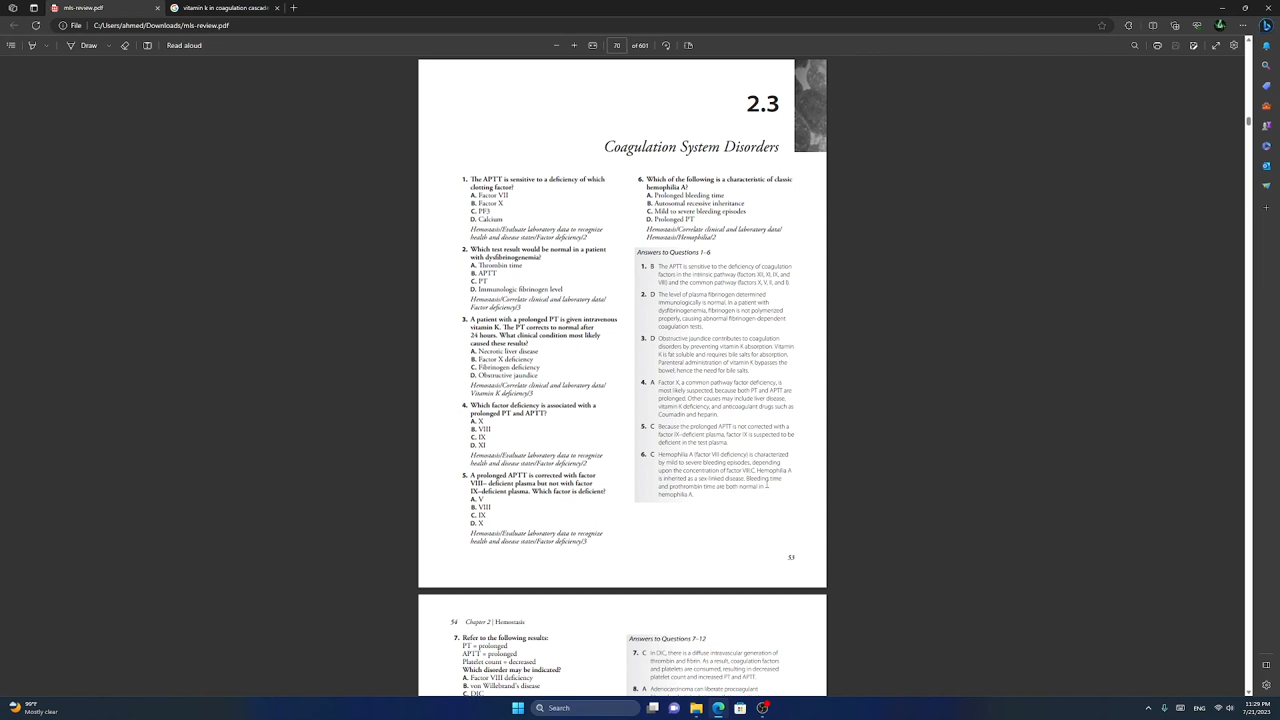 mls-review.pdf
vitamin k in coagulation cascad
Downloads/mls-review.pdf
Draw
Read aloud
70
of 601
2.3
Coagulation System Disorders
1. The APTT is sensitive to a deficiency of which
clotting factor?
A. Factor VII
B. Factor X
C. PF3
D. Calcium
Hemostasis/Evaluate laboratory data to recognize
health and disease states/Factor deficiency/2
2. Which test result would be normal in a patient
with dysfibrinogenemia?
A. Thrombin time
B. APTT
C. PT
D. Immunologic fibrinogen level
Hemostasis/Correlate clinical and laboratory data/
Factor deficiency/3
3. A patient with a prolonged PT is given intravenous
vitamin K. The PT corrects to normal after
24 hours. What clinical condition most likely
caused these results?
A. Necrotic liver disease
B. Factor X deficiency
C. Fibrinogen deficiency
D. Obstructive jaundice
Hemostasis/Correlate clinical and laboratory data/
Vitamin K deficiency/3
4. Which factor deficiency is associated with a
prolonged PT and APTT?
A. X
B. VIII
C. IX
D. XI
Hemostasis/Evaluate laboratory data to recognize
health and disease states/Factor deficiency/2
5. A prolonged APTT is corrected with factor
VIII– deficient plasma but not with factor
IX–deficient plasma. Which factor is deficient?
A. V
B. VIII
C. IX
D. X
Hemostasis/Evaluate laboratory data to recognize
health and disease states/Factor deficiency/3
6. Which of the following is a characteristic of classic
hemophilia A?
A. Prolonged bleeding time
B. Autosomal recessive inheritance
C. Mild to severe bleeding episodes
D. Prolonged PT
Hemostasis/Correlate clinical and laboratory data/
Hemostasis/Hemophilia/2
Answers to Questions 1–6
1. B The APTT is sensitive to the deficiency of coagulation
factors in the intrinsic pathway (factors XII, XI, IX, and
VIII) and the common pathway (factors X, V, II, and I).
2. D The level of plasma fibrinogen determined
immunologically is normal. In a patient with
dysfibrinogenemia, fibrinogen is not polymerized
properly, causing abnormal fibrinogen-dependent
coagulation tests.
3. D Obstructive jaundice contributes to coagulation
disorders by preventing vitamin K absorption. Vitamin
K is fat soluble and requires bile salts for absorption.
Parenteral administration of vitamin K bypasses the
bowel; hence the need for bile salts.
4. A Factor X, a common pathway factor deficiency, is
most likely suspected, because both PT and APTT are
prolonged. Other causes may include liver disease,
vitamin K deficiency, and anticoagulant drugs such as
Coumadin and heparin.
5. C Because the prolonged APTT is not corrected with a
factor IX–deficient plasma, factor IX is suspected to be
deficient in the test plasma.
6. C Hemophilia A (factor VIII deficiency) is characterized
by mild to severe bleeding episodes, depending
upon the concentration of factor VIII:C. Hemophilia A
is inherited as a sex-linked disease. Bleeding time
and prothrombin time are both normal in
hemophilia A.
53
54 Chapter 2 | Hemostasis
7. Refer to the following results:
PT = prolonged
APTT = prolonged
Platelet count = decreased
Which disorder may be indicated?
A. Factor VIII deficiency
B. von Willebrand's disease
C. DIC
Answers to Questions 7–12
7. C In DIC, there is a diffuse intravascular generation of
thrombin and fibrin. As a result, coagulation factors
and platelets are consumed, resulting in decreased
platelet count and increased PT and APTT.
8. A Adenocarcinoma can liberate procoagulant
99°F
Mostly clear
Search
11:29 PM
7/21/2023